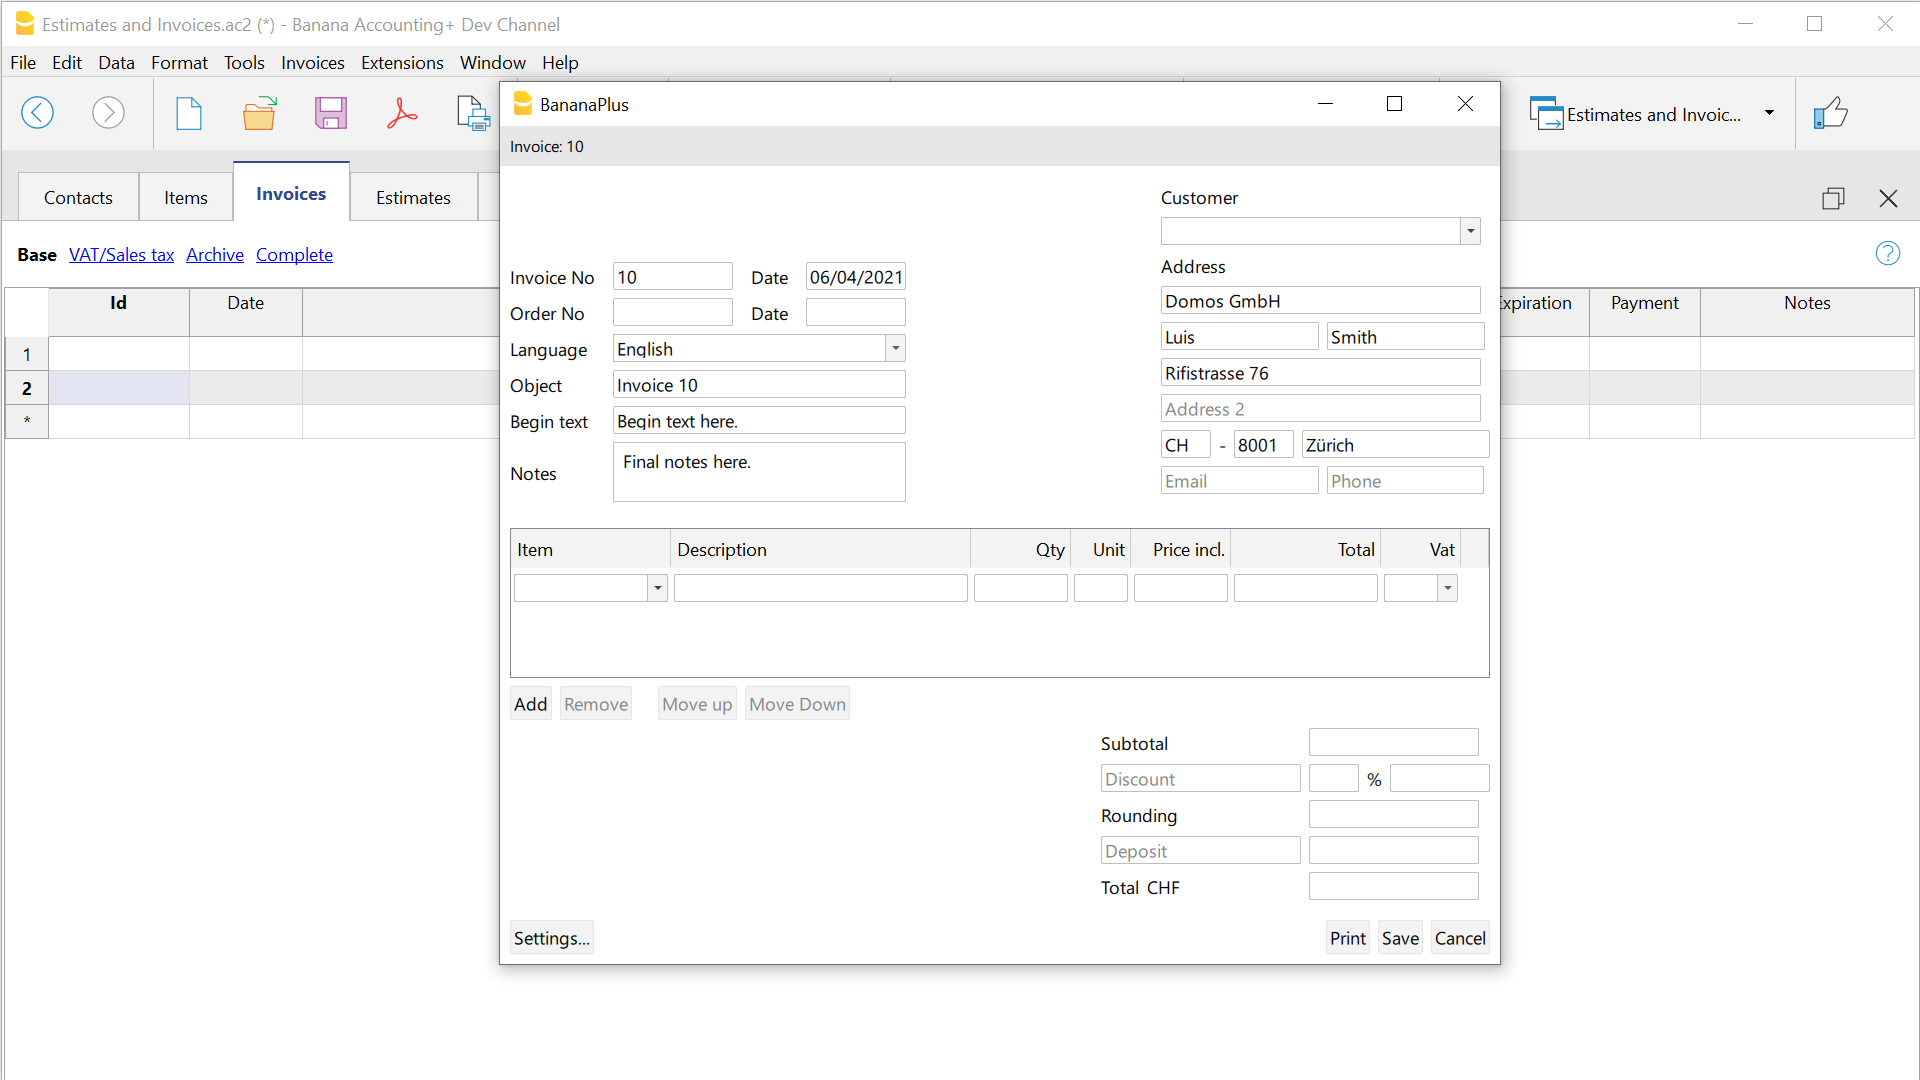 Estimates and Invoices.ac2 (*) - Banana Accounting+ Dev Channel
File Edit Data Format Tools Invoices Extensions Window Help
Estimates and Invoic...
BananaPlus
Invoice: 10
Contacts Items Invoices Estimates
Base VAT/Sales tax Archive Complete
Id Date Expiration Payment Notes
1
2
*
Customer
Address
Domos GmbH
Luis Smith
Rifistrasse 76
Address 2
CH - 8001 Zürich
Email Phone
Invoice No 10 Date 06/04/2021
Order No Date
Language English
Object Invoice 10
Begin text Begin text here.
Notes Final notes here.
Item Description Qty Unit Price incl. Total Vat
Add Remove Move up Move Down
Subtotal
Discount %
Rounding
Deposit
Total CHF
Settings... Print Save Cancel